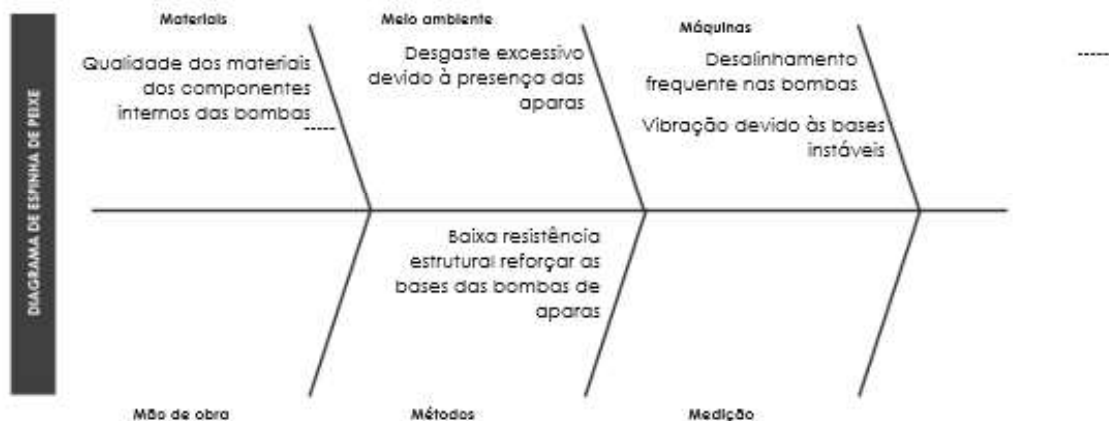 DIAGRAMA DE ESPINHA DE PEIXE
Materiais
Qualidade dos materiais
dos componentes
internos das bombas
Meio ambiente
Desgaste excessivo
devido à presença das
aparas
Máquinas
Desalinhamento
frequente nas bombas
Vibração devido às bases
instáveis
Baixa resistência
estrutural reforçar as
bases das bombas de
aparas
Mão de obra
Métodos
Medição